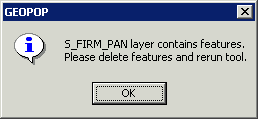 GEOPOP
S_FIRM_PAN layer contains features.
Please delete features and rerun tool.
OK